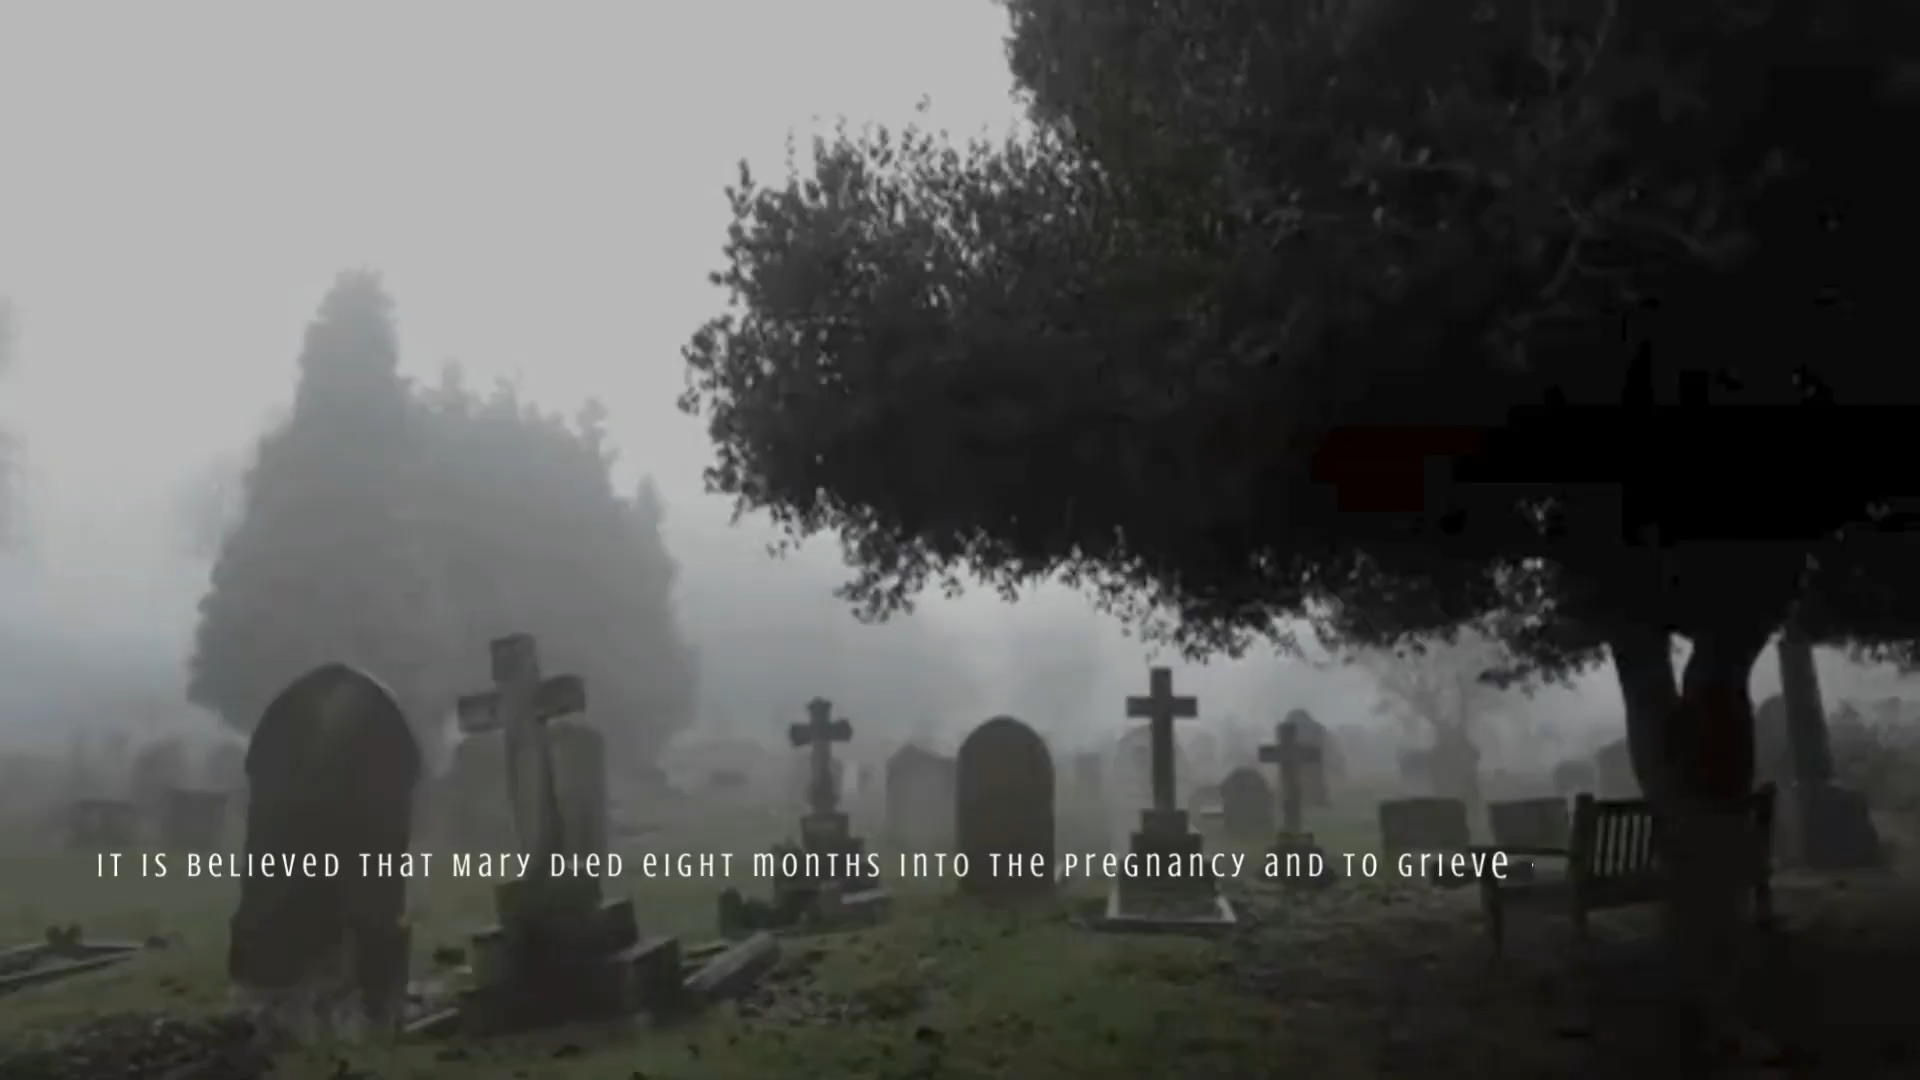 IT IS BELIEVED THAT MARY DIED EIGHT MONTHS INTO THE PREGNANCY AND TO GRIEVE